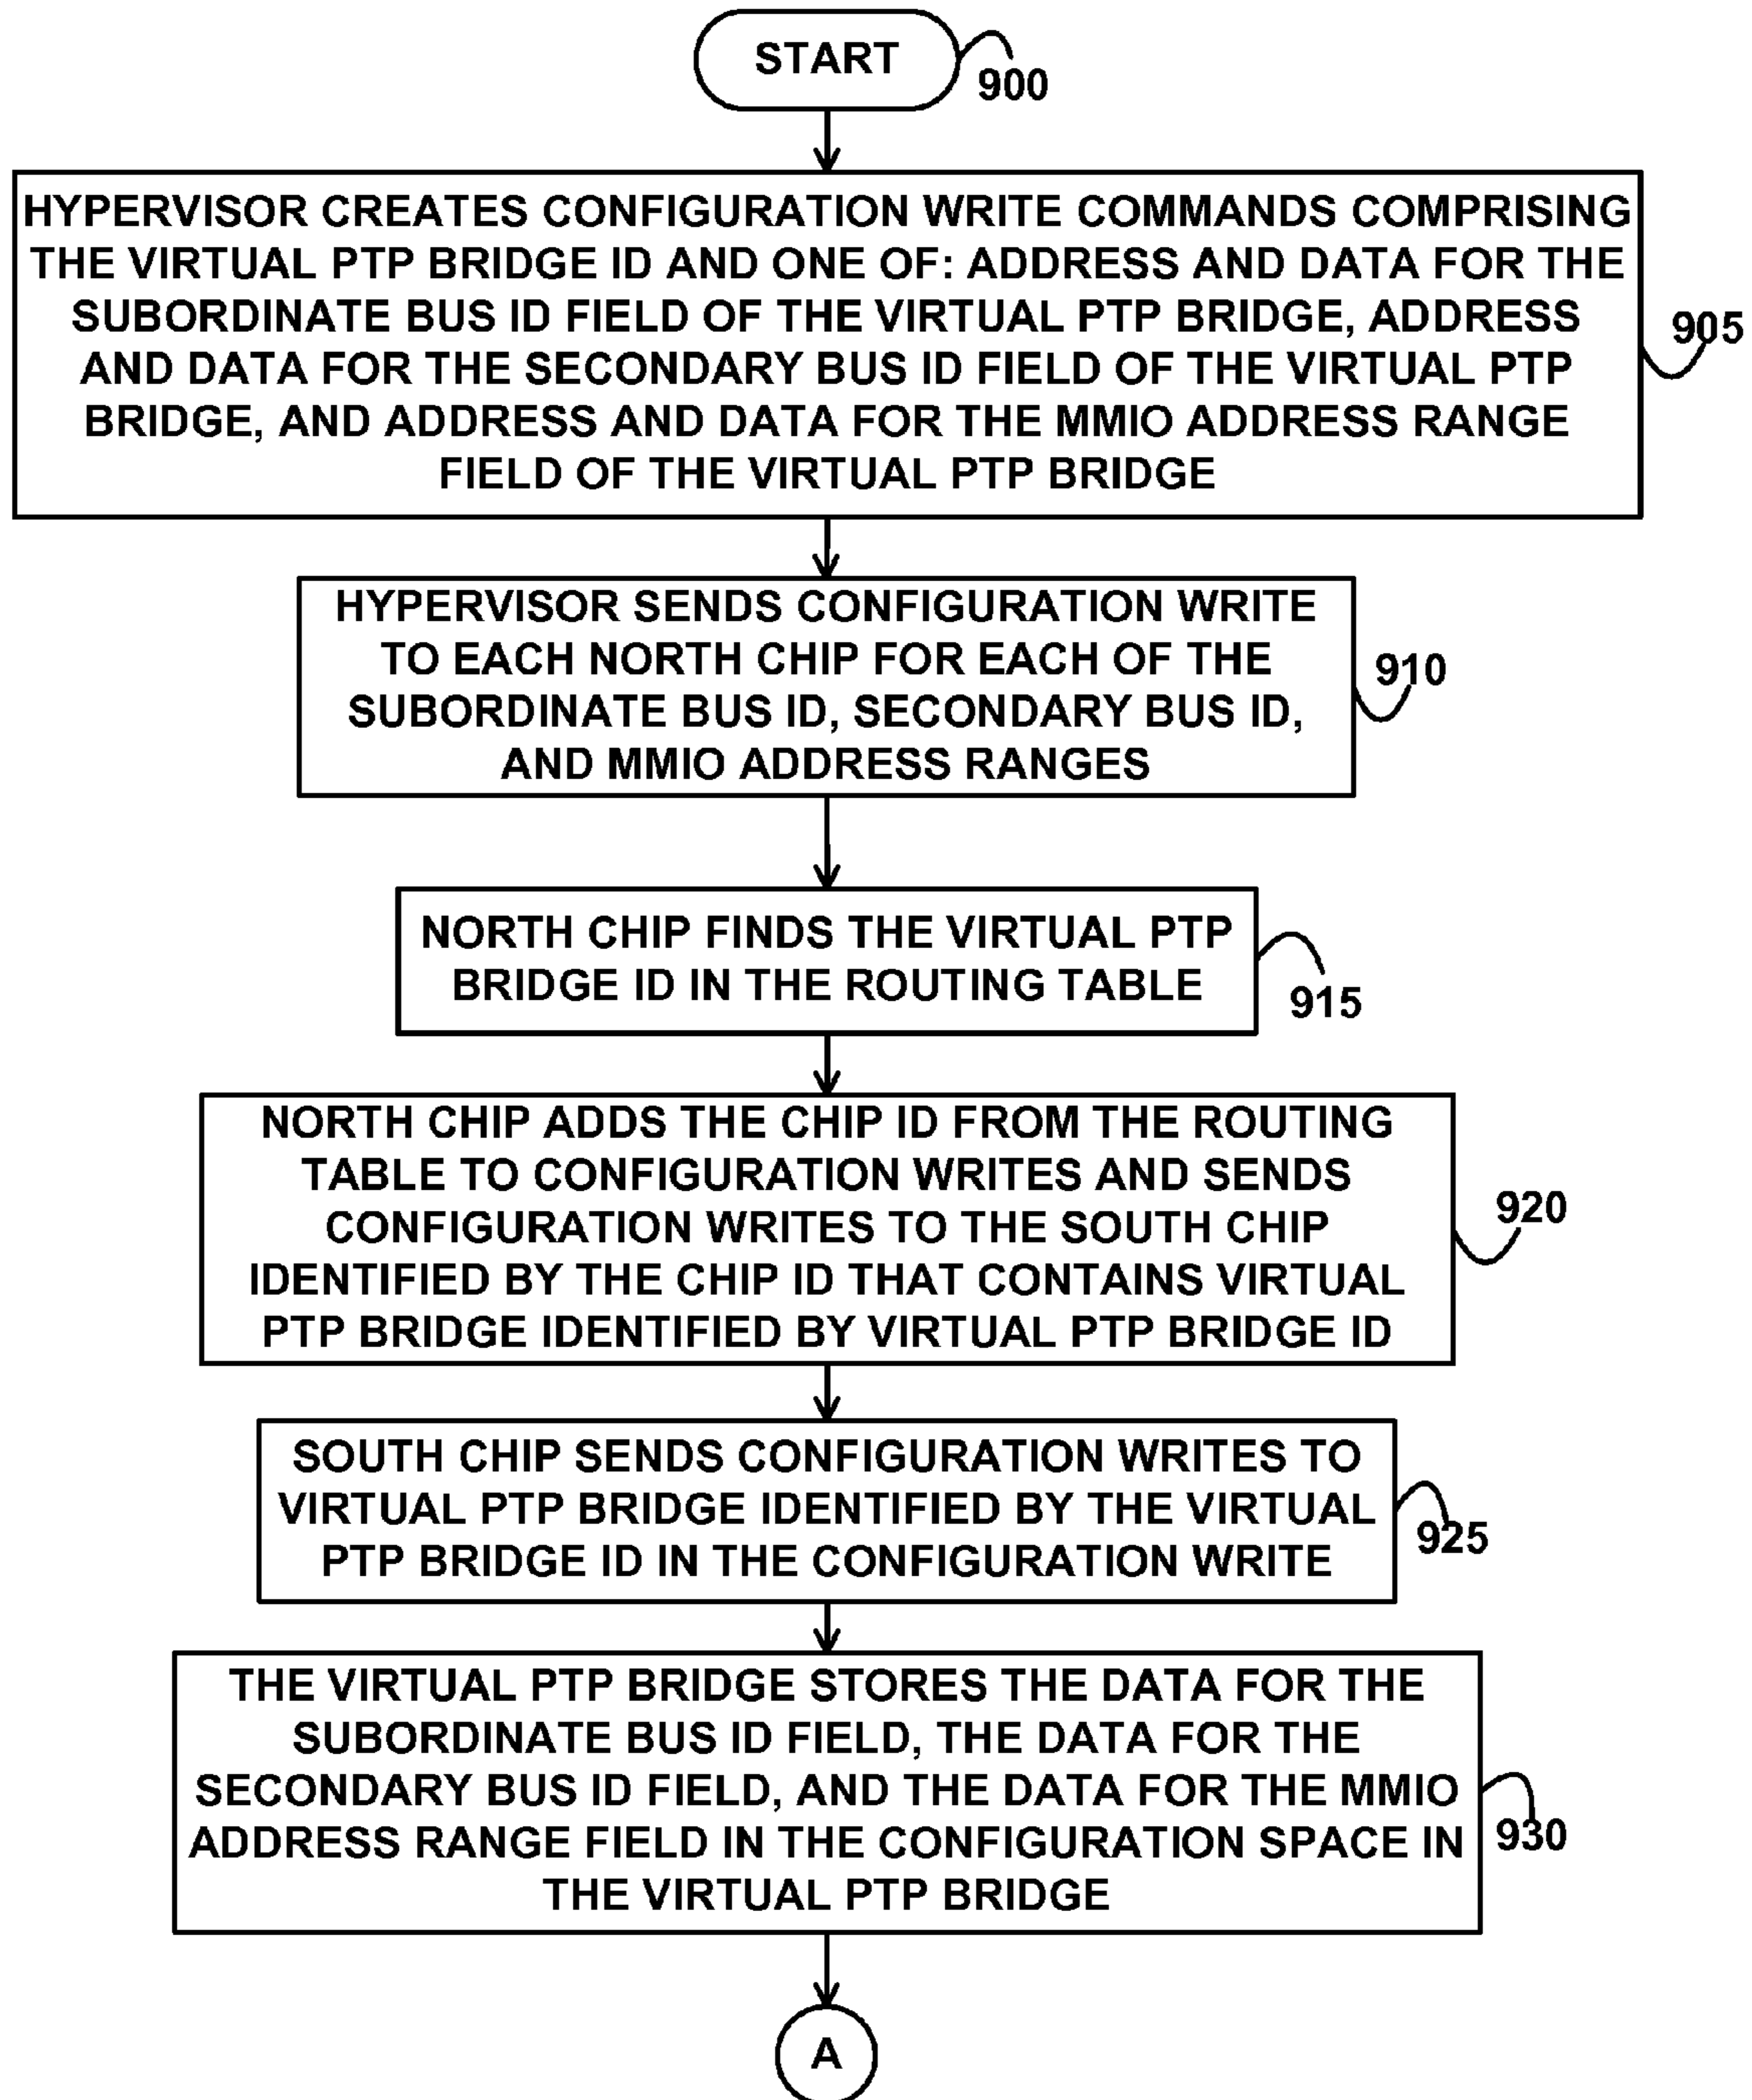 START
900
HYPERVISOR CREATES CONFIGURATION WRITE COMMANDS COMPRISING
THE VIRTUAL PTP BRIDGE ID AND ONE OF: ADDRESS AND DATA FOR THE
SUBORDINATE BUS ID FIELD OF THE VIRTUAL PTP BRIDGE, ADDRESS
AND DATA FOR THE SECONDARY BUS ID FIELD OF THE VIRTUAL PTP
BRIDGE, AND ADDRESS AND DATA FOR THE MMIO ADDRESS RANGE
FIELD OF THE VIRTUAL PTP BRIDGE
905
HYPERVISOR SENDS CONFIGURATION WRITE
TO EACH NORTH CHIP FOR EACH OF THE
SUBORDINATE BUS ID, SECONDARY BUS ID,
AND MMIO ADDRESS RANGES
910
NORTH CHIP FINDS THE VIRTUAL PTP
BRIDGE ID IN THE ROUTING TABLE
915
NORTH CHIP ADDS THE CHIP ID FROM THE ROUTING
TABLE TO CONFIGURATION WRITES AND SENDS
CONFIGURATION WRITES TO THE SOUTH CHIP
IDENTIFIED BY THE CHIP ID THAT CONTAINS VIRTUAL
PTP BRIDGE IDENTIFIED BY VIRTUAL PTP BRIDGE ID
920
SOUTH CHIP SENDS CONFIGURATION WRITES TO
VIRTUAL PTP BRIDGE IDENTIFIED BY THE VIRTUAL
PTP BRIDGE ID IN THE CONFIGURATION WRITE
925
THE VIRTUAL PTP BRIDGE STORES THE DATA FOR THE
SUBORDINATE BUS ID FIELD, THE DATA FOR THE
SECONDARY BUS ID FIELD, AND THE DATA FOR THE MMIO
ADDRESS RANGE FIELD IN THE CONFIGURATION SPACE IN
THE VIRTUAL PTP BRIDGE
930
A